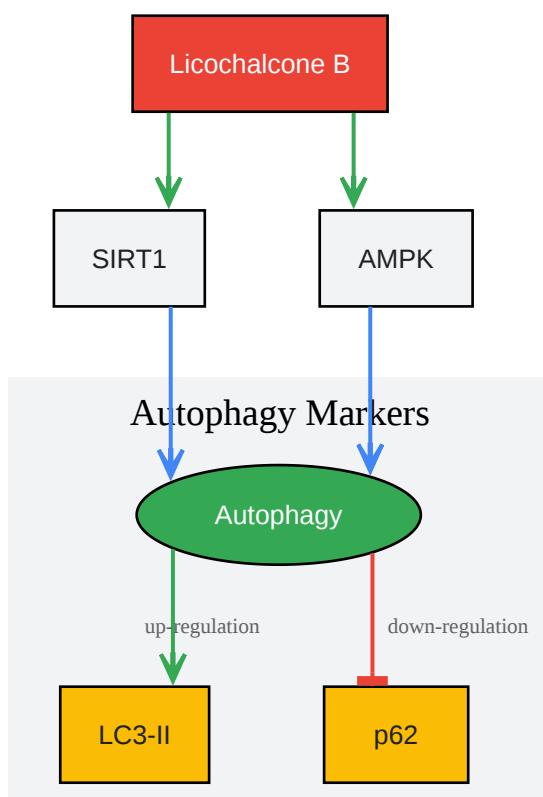 Licochalcone B
SIRT1
AMPK
Autophagy Markers
Autophagy
up-regulation
down-regulation
LC3-II
p62